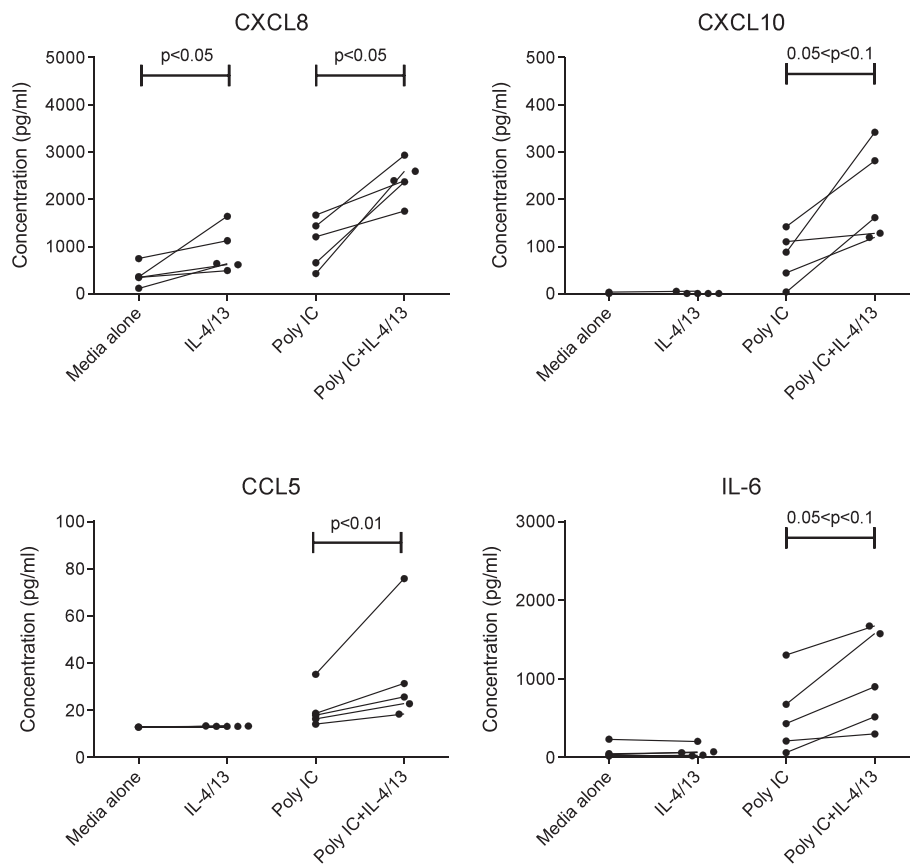 CXCL8
p<0.05
p<0.05
Concentration (pg/ml)
5000
4000
3000
2000
1000
0
Media alone
IL-4/13
Poly IC
Poly IC+IL-4/13
CXCL10
0.05<p<0.1
Concentration (pg/ml)
500
400
300
200
100
0
Media alone
IL-4/13
Poly IC
Poly IC+IL-4/13
CCL5
p<0.01
Concentration (pg/ml)
100
80
60
40
20
0
Media alone
IL-4/13
Poly IC
Poly IC+IL-4/13
IL-6
0.05<p<0.1
Concentration (pg/ml)
3000
2000
1000
0
Media alone
IL-4/13
Poly IC
Poly IC+IL-4/13